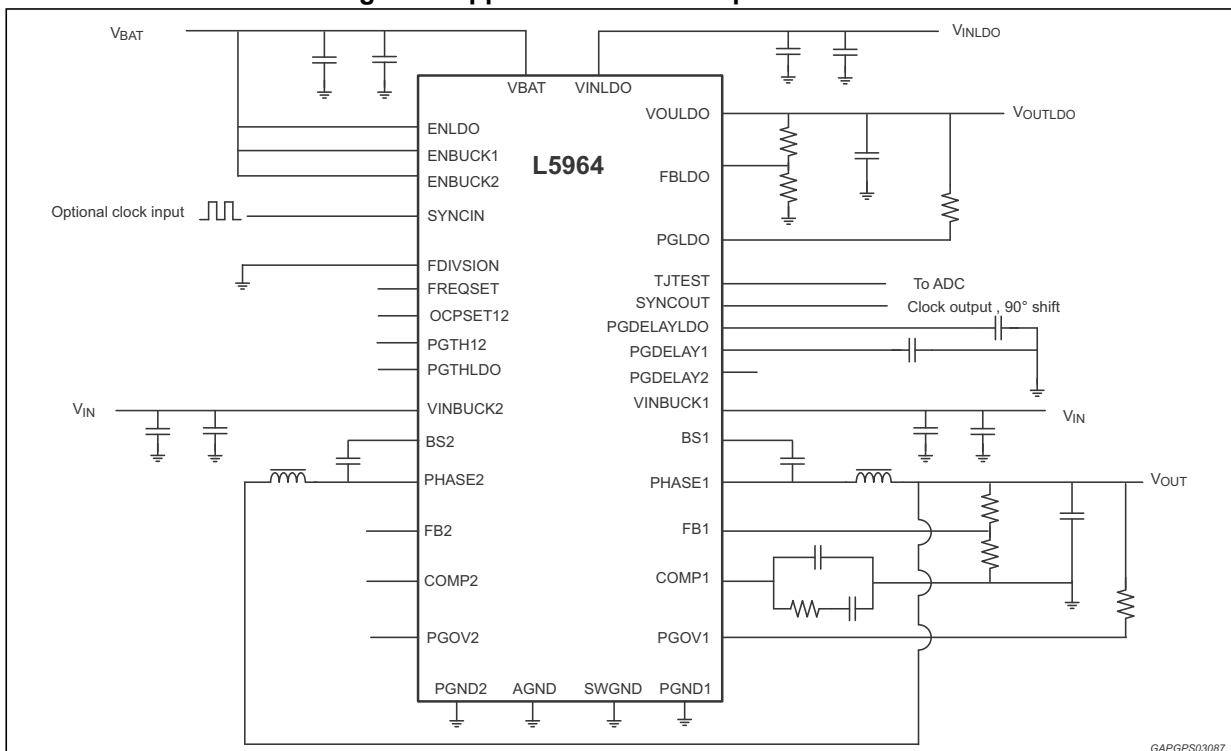 VBAT
VINLDO
VBAT VINLDO
ENLDO
ENBUCK1
ENBUCK2
L5964
VOULDO
VOUTLDO
FBLDO
Optional clock input
SYNCIN
PGLDO
FDIVSION
FREQSET
OCPSET12
PGTH12
PGTHLDO
TJTEST
To ADC
SYNCOUT
Clock output , 90° shift
PGDELAYLDO
PGDELAY1
PGDELAY2
VIN
VINBUCK2
VINBUCK1
VIN
BS2
BS1
PHASE2
PHASE1
VOUT
FB2
FB1
COMP2
COMP1
PGOV2
PGOV1
PGND2 AGND SWGND PGND1
GAPGPS03087